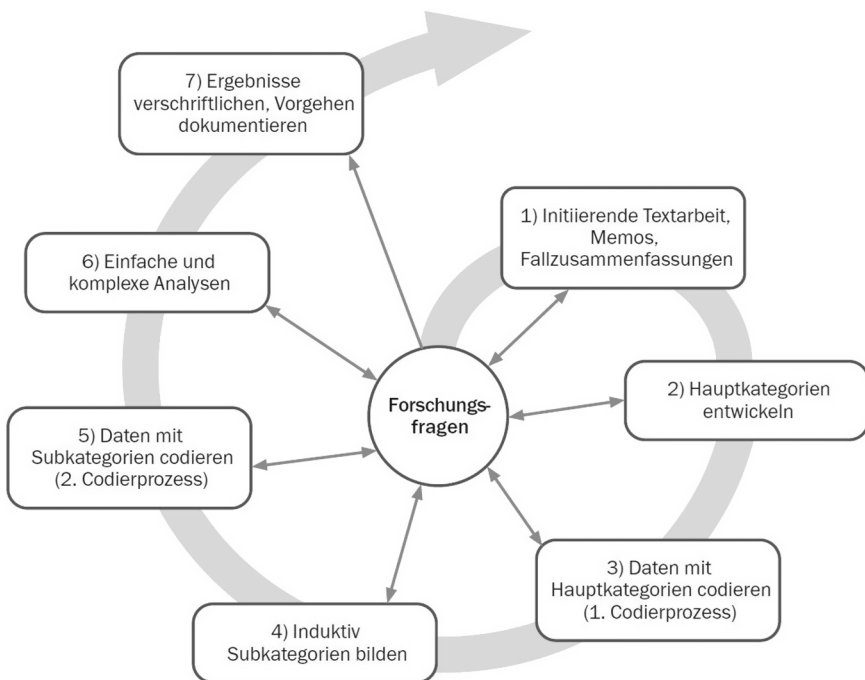 7) Ergebnisse
verschriftlichen, Vorgehen
dokumentieren
1) Initiierende Textarbeit,
Memos,
Fallzusammenfassungen
6) Einfache und
komplexe Analysen
2) Hauptkategorien
entwickeln
Forschungs-
fragen
5) Daten mit
Subkategorien codieren
(2. Codierprozess)
3) Daten mit
Hauptkategorien codieren
(1. Codierprozess)
4) Induktiv
Subkategorien bilden